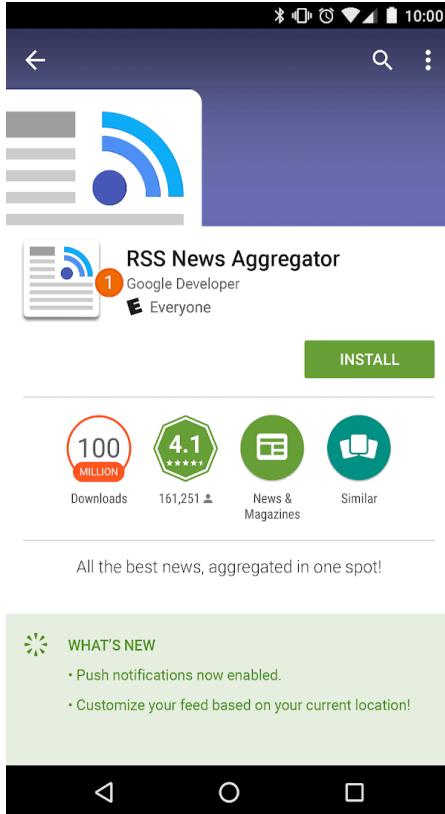 10:00
RSS News Aggregator
1
Google Developer
E Everyone
INSTALL
100
MILLION
Downloads
4.1
161,251
News &
Magazines
Similar
All the best news, aggregated in one spot!
WHAT'S NEW
• Push notifications now enabled.
• Customize your feed based on your current location!